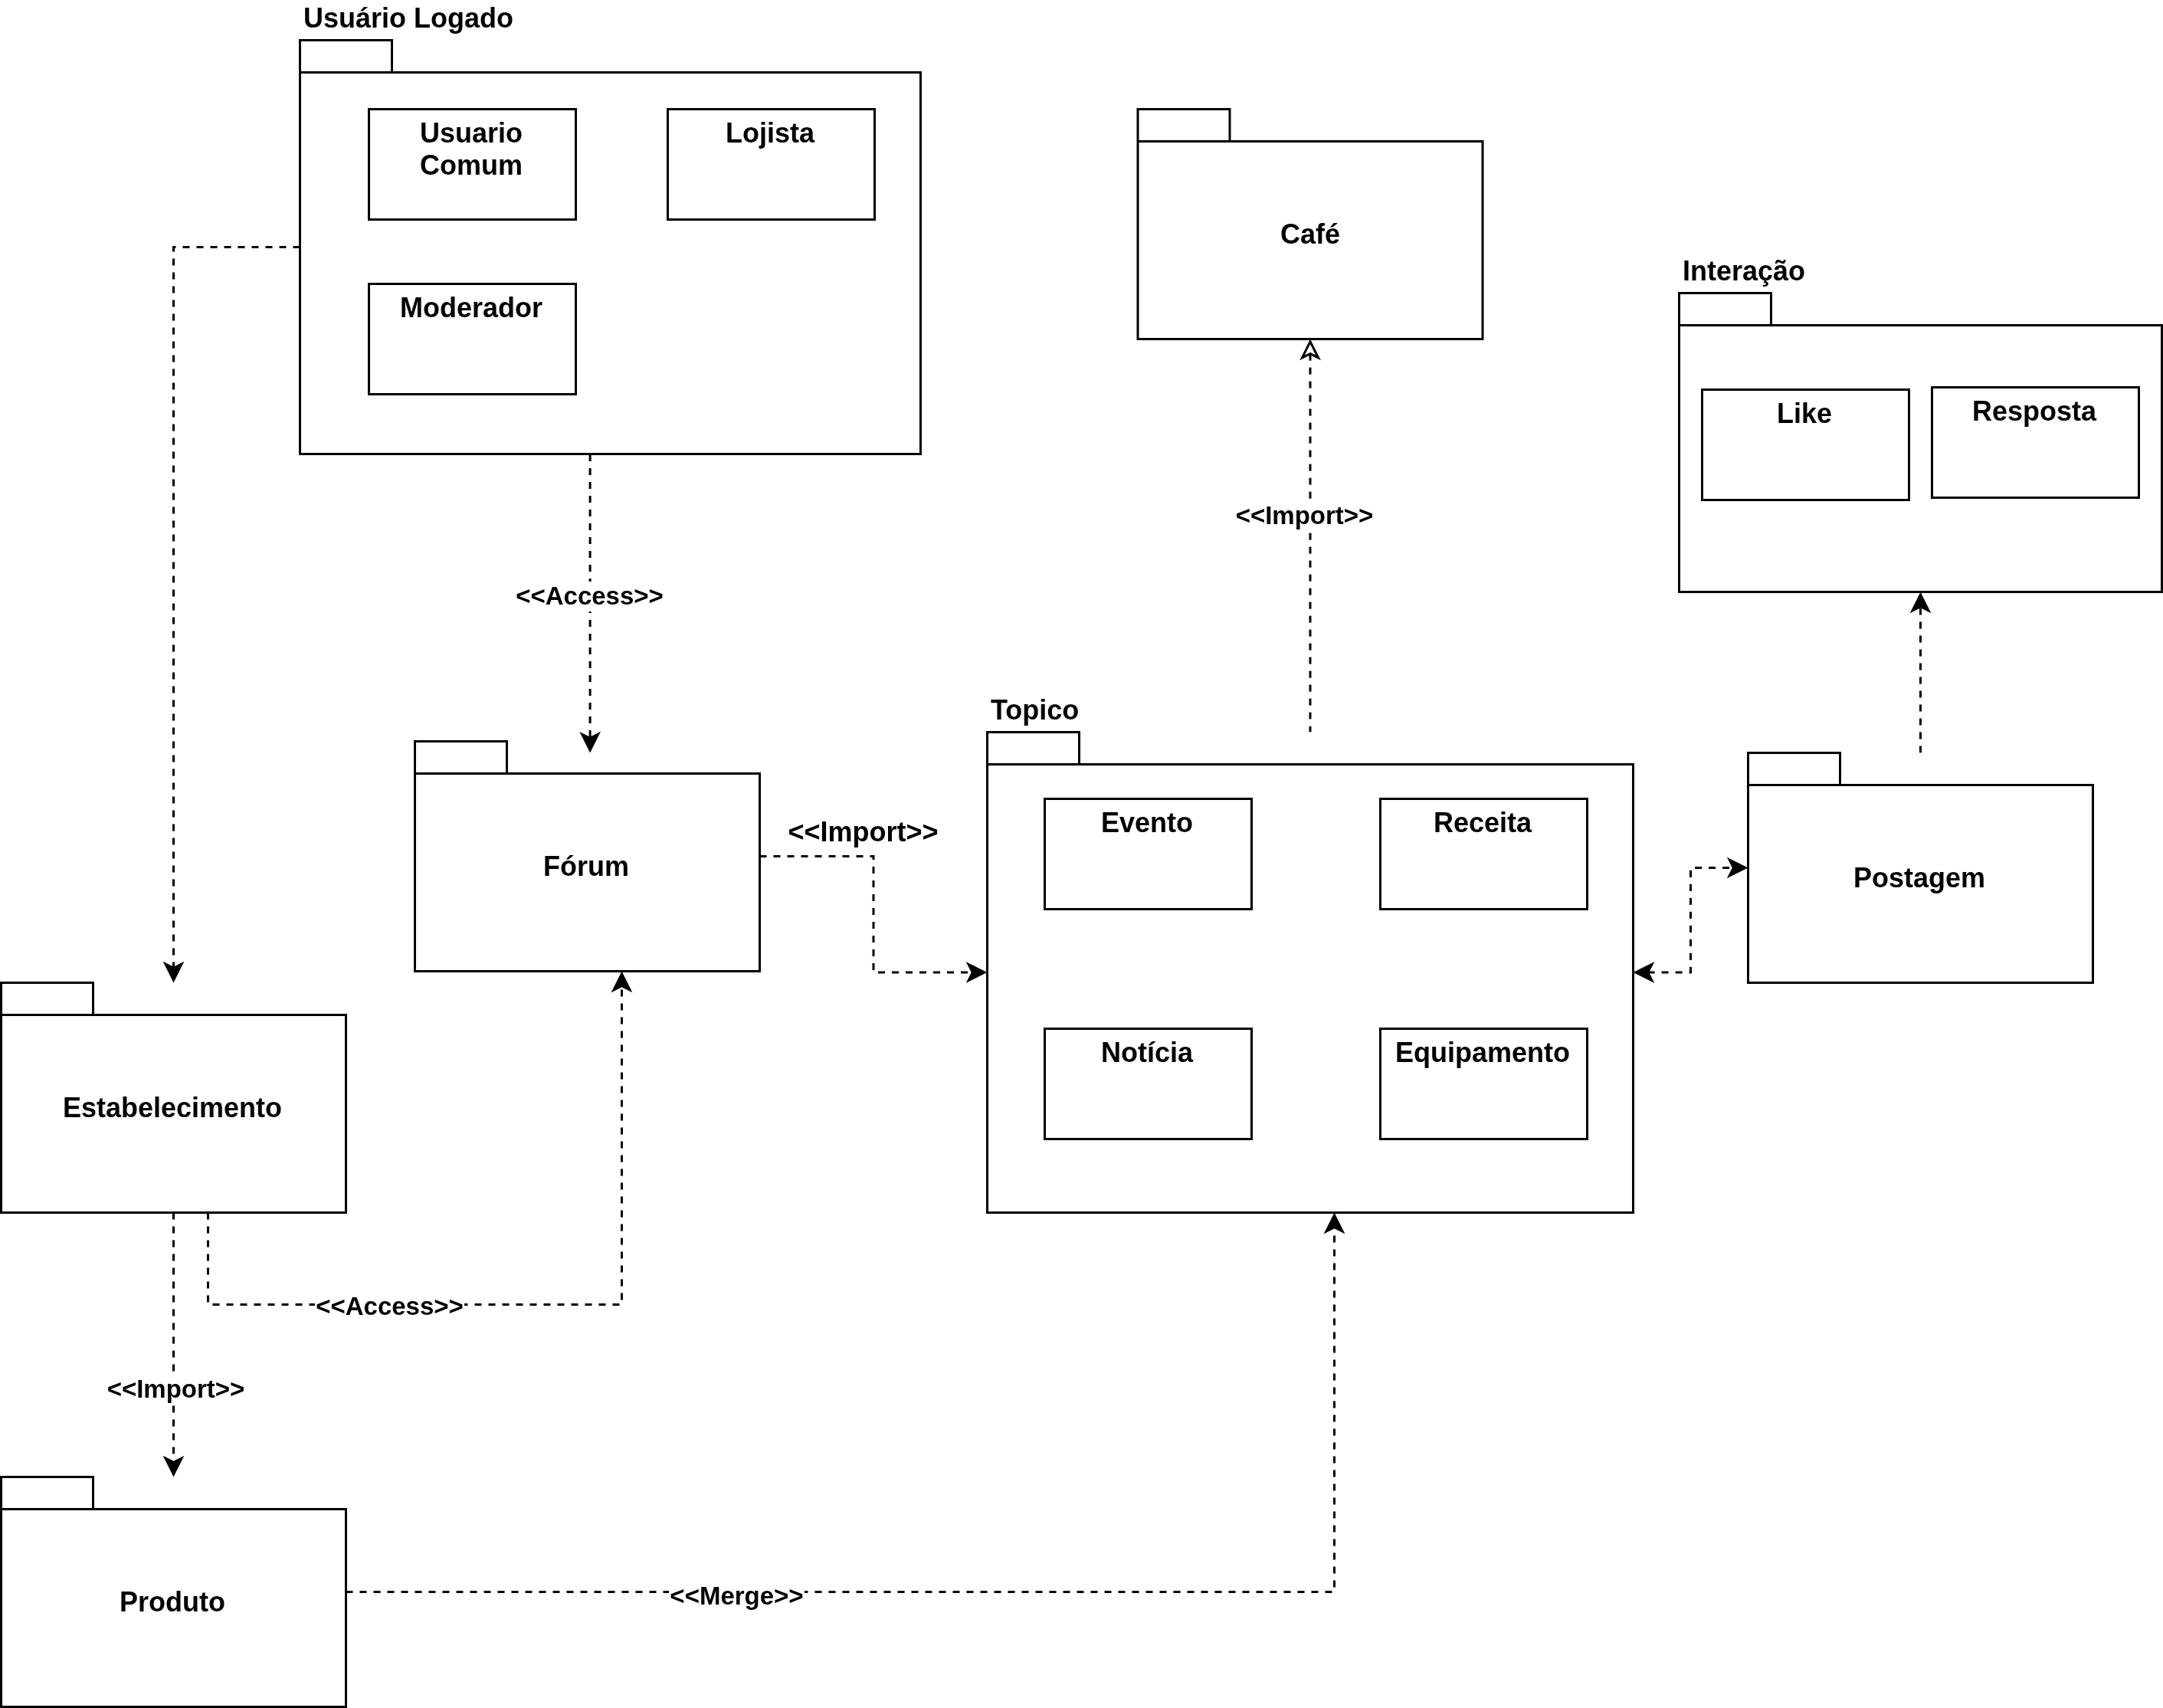 Usuário Logado
Usuario
Comum
Lojista
Moderador
Café
Interação
Like
Resposta
<<Import>>
<<Access>>
Topico
<<Import>>
Evento
Receita
Fórum
Postagem
Notícia
Equipamento
Estabelecimento
<<Access>>
<<Import>>
<<Merge>>
Produto